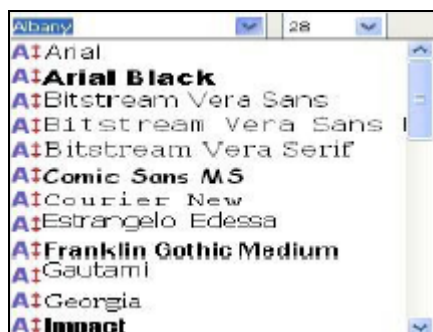 Albany 28
Arial
Arial Black
Bitstream Vera Sans
Bitstream Vera Sans
Bitstream Vera Serif
Comic Sans MS
Courier New
Estrangelo Edessa
Franklin Gothic Medium
Gautami
Georgia
Impact